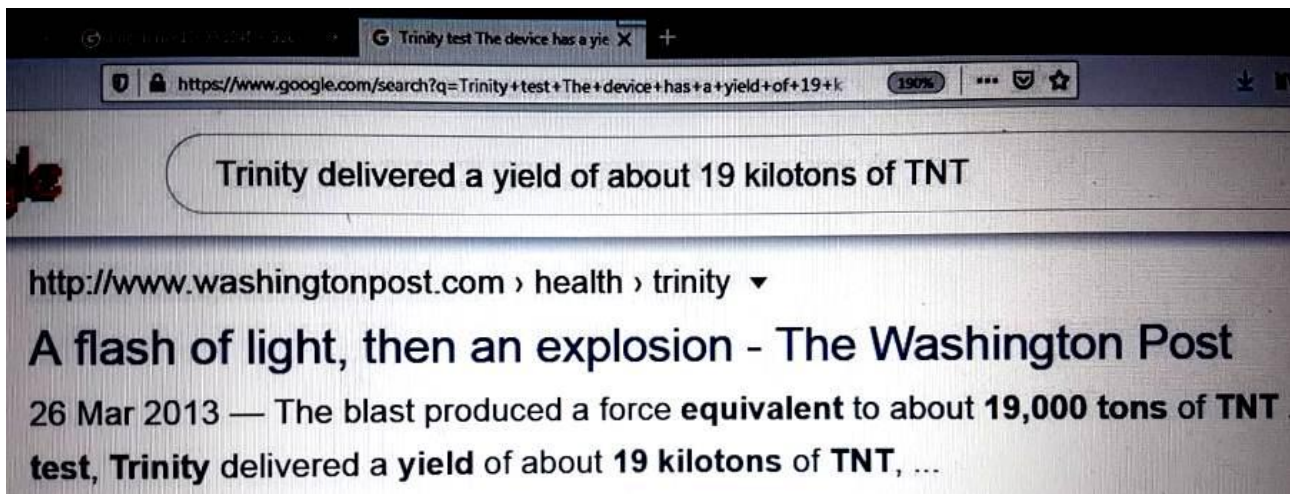 G Trinity test The device has a yie X +
https://www.google.com/search?q=Trinity+test+The+device+has+a+yield+of+19+k 190% ...
Trinity delivered a yield of about 19 kilotons of TNT
http://www.washingtonpost.com › health › trinity
A flash of light, then an explosion - The Washington Post
26 Mar 2013 — The blast produced a force equivalent to about 19,000 tons of TNT
test, Trinity delivered a yield of about 19 kilotons of TNT, ...